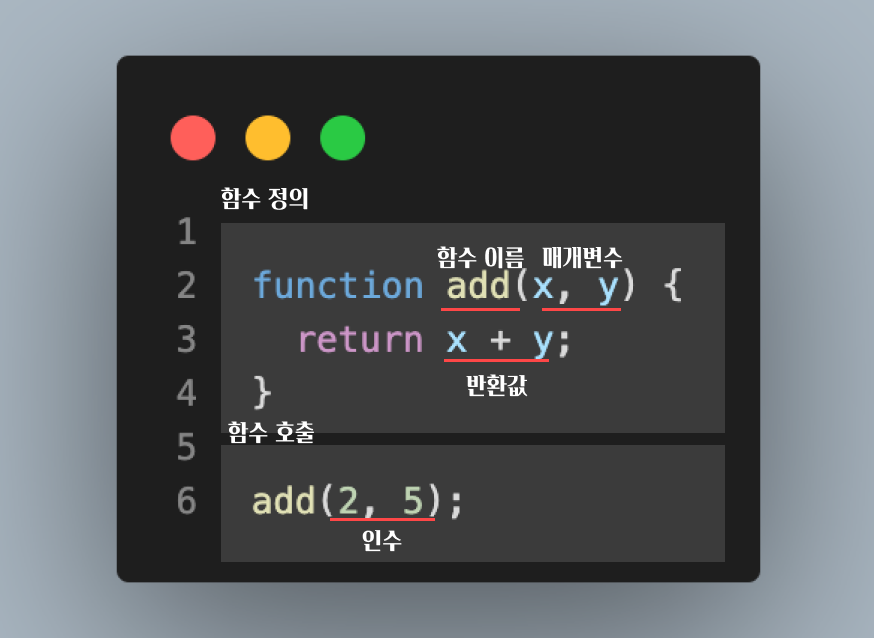 함수 정의
1
함수 이름 매개변수
2 function add(x, y) {
3 return x + y;
반환값
4 }
함수 호출
5
6 add(2, 5);
인수